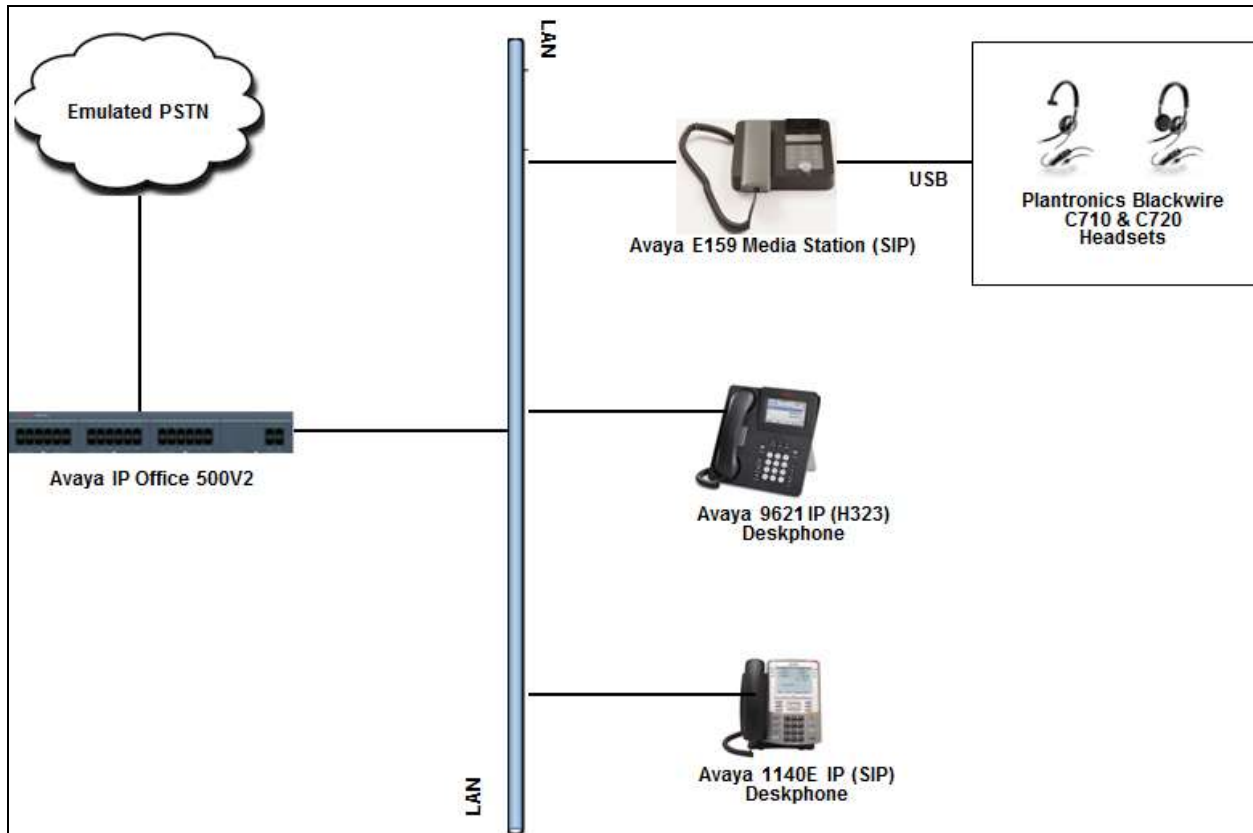 LAN
Emulated PSTN
USB
Plantronics Blackwire
C710 & C720
Headsets
Avaya E159 Media Station (SIP)
Avaya IP Office 500V2
Avaya 9621 IP (H323)
Deskphone
Avaya 1140E IP (SIP)
Deskphone
LAN